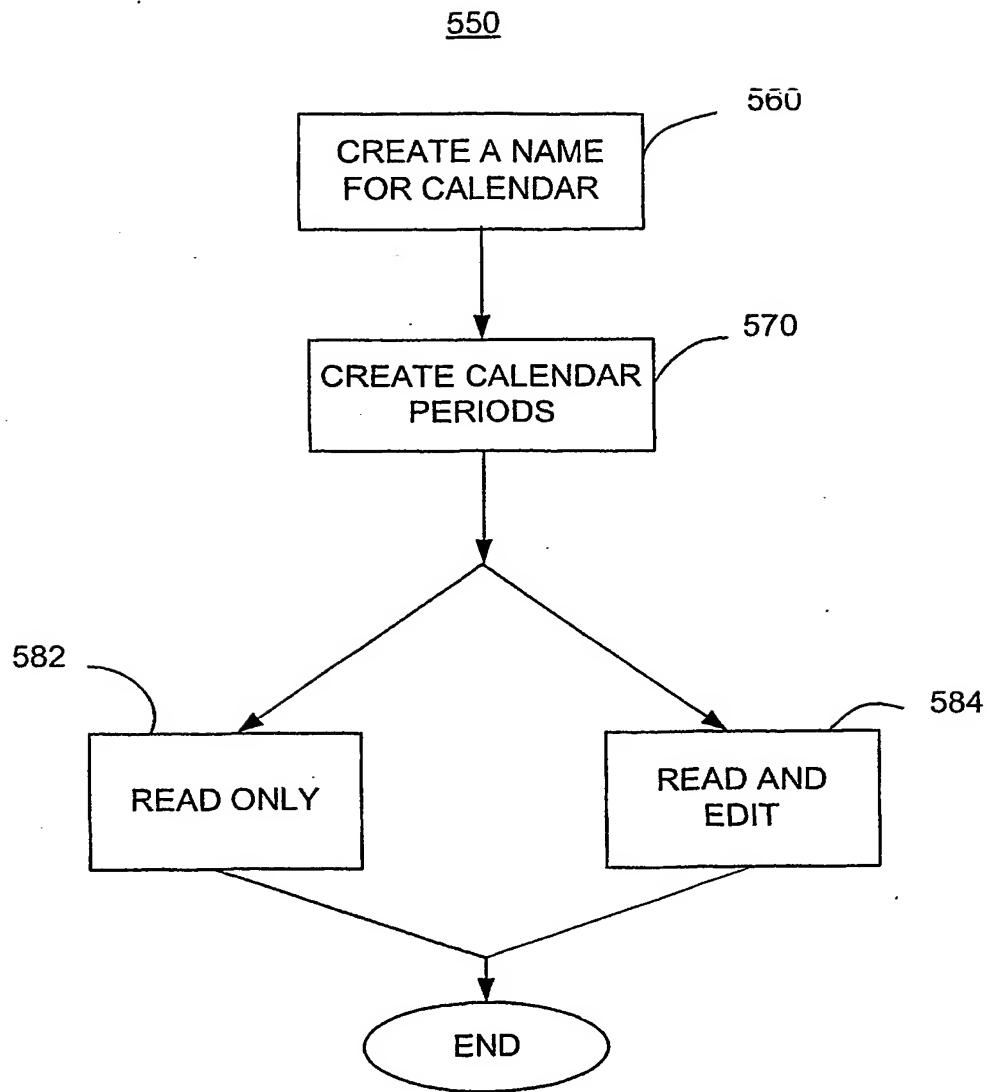 550
560
CREATE A NAME
FOR CALENDAR
570
CREATE CALENDAR
PERIODS
582
584
READ ONLY
READ AND
EDIT
END